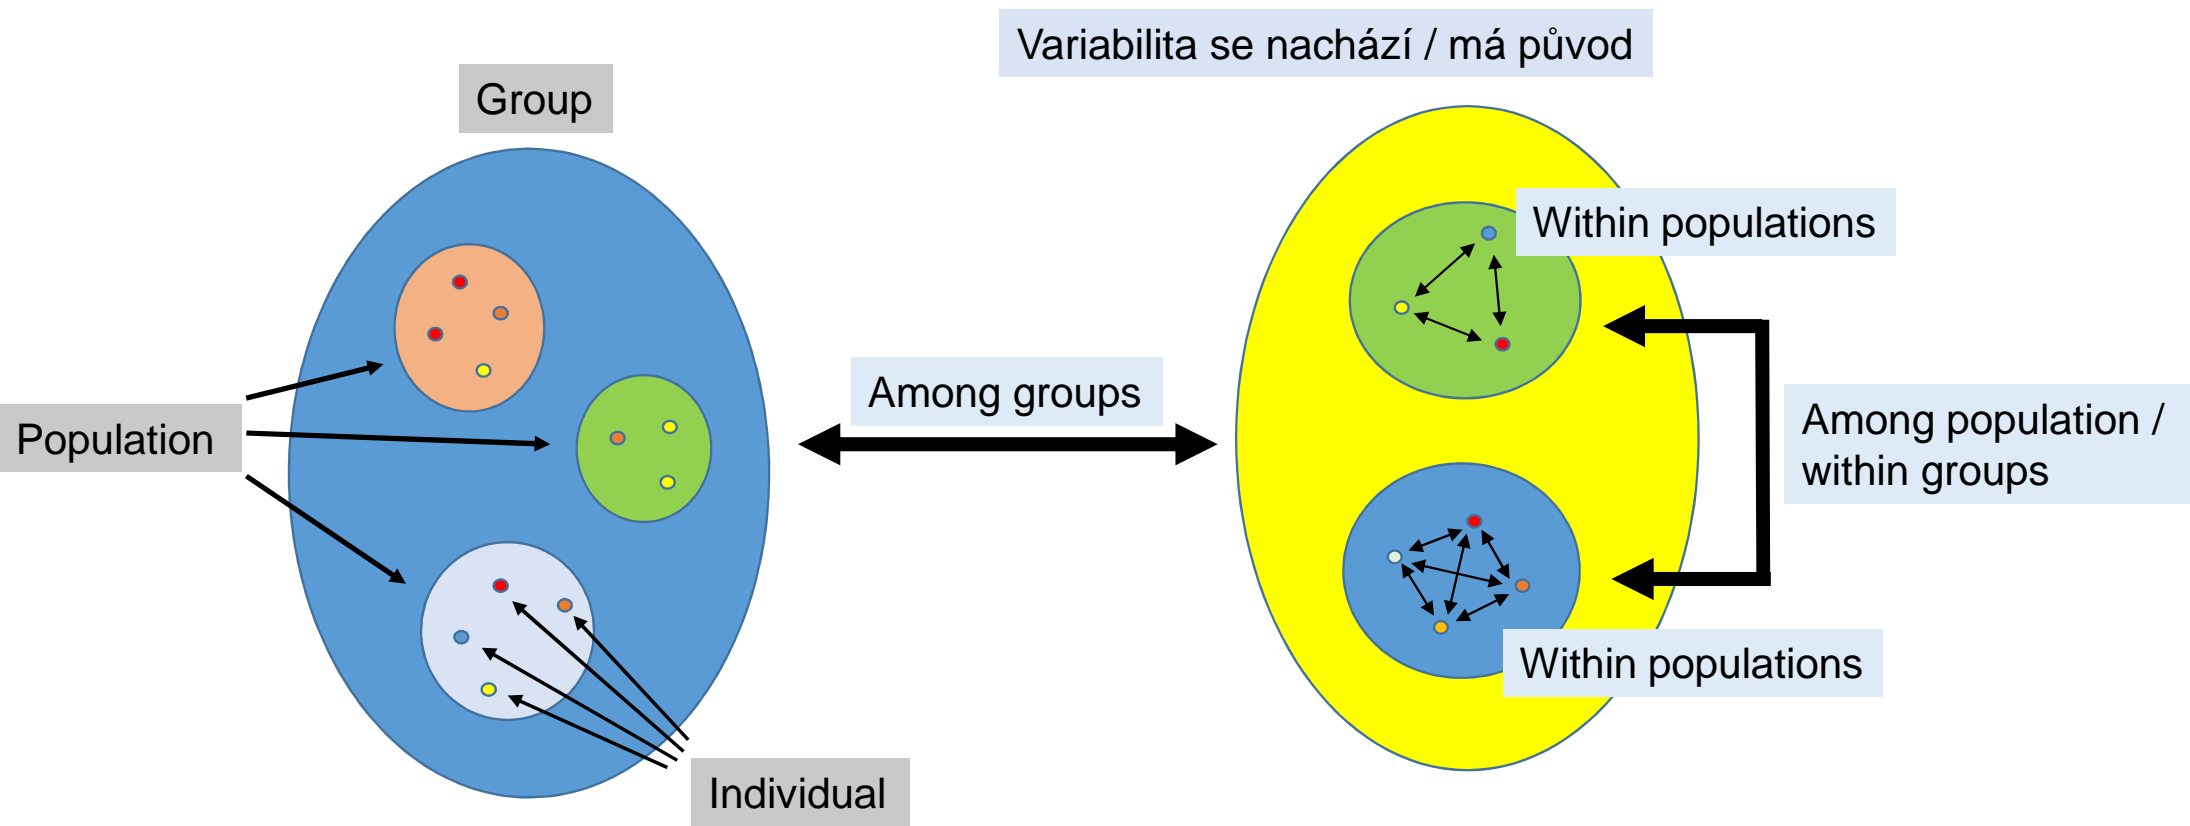 Variabilita se nachází / má původ
Group
Within populations
Among groups
Among population /
within groups
Population
Within populations
Individual